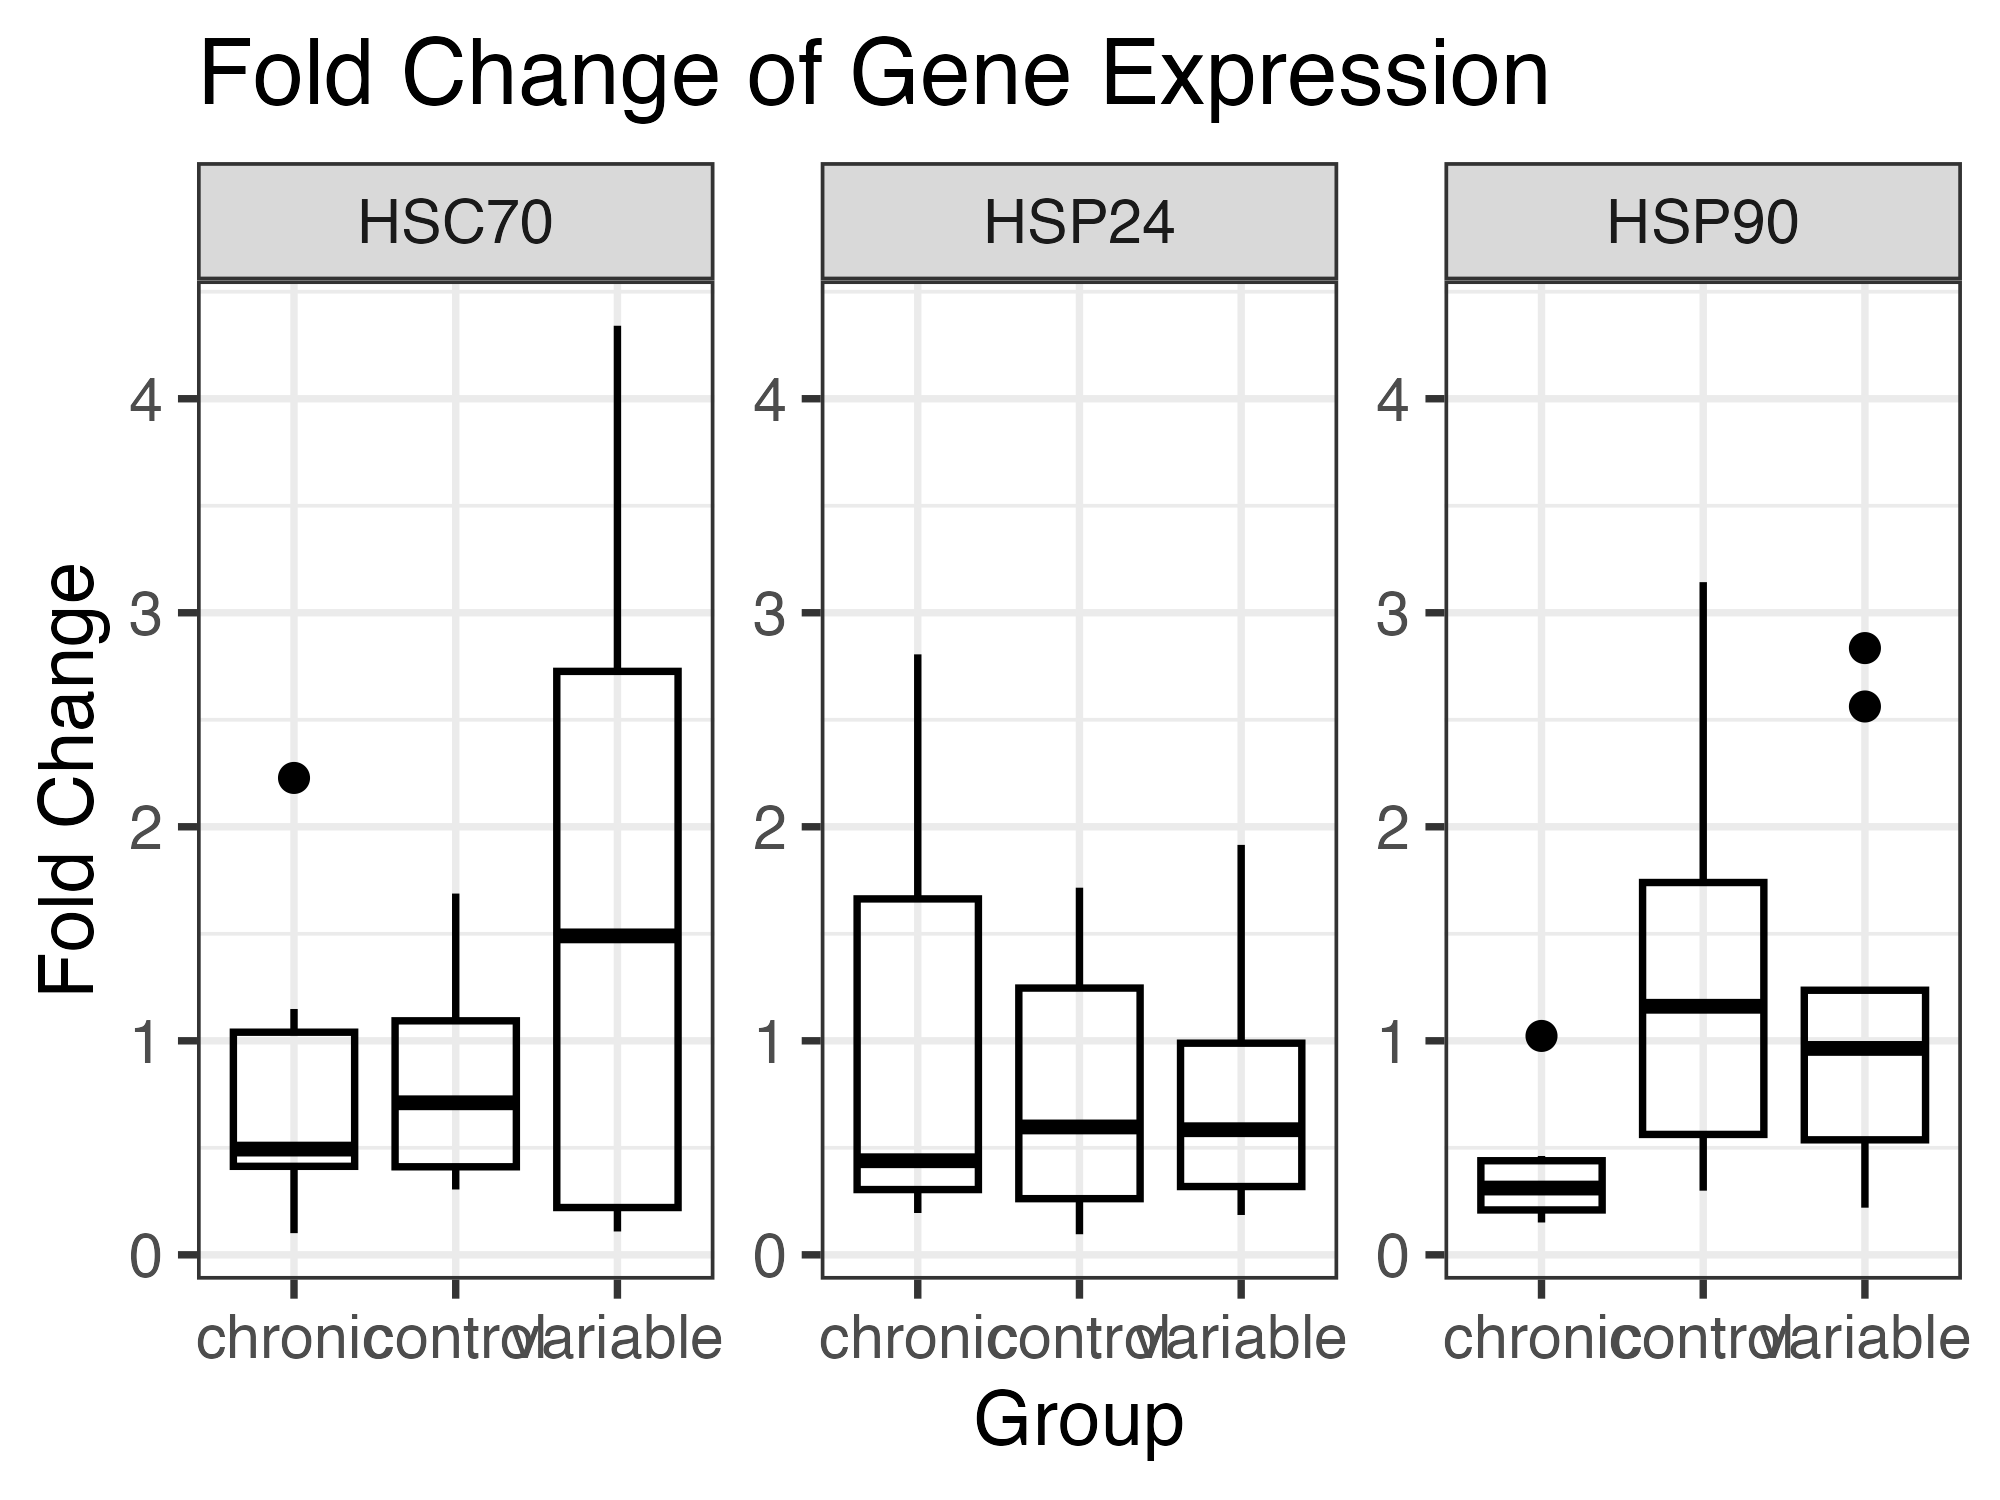 Fold Change of Gene Expression
HSC70 HSP24 HSP90
Fold Change
4 4 4
3 3 3
2 2 2
1 1 1
0 0 0
chronic control variable chronic control variable chronic control variable
Group